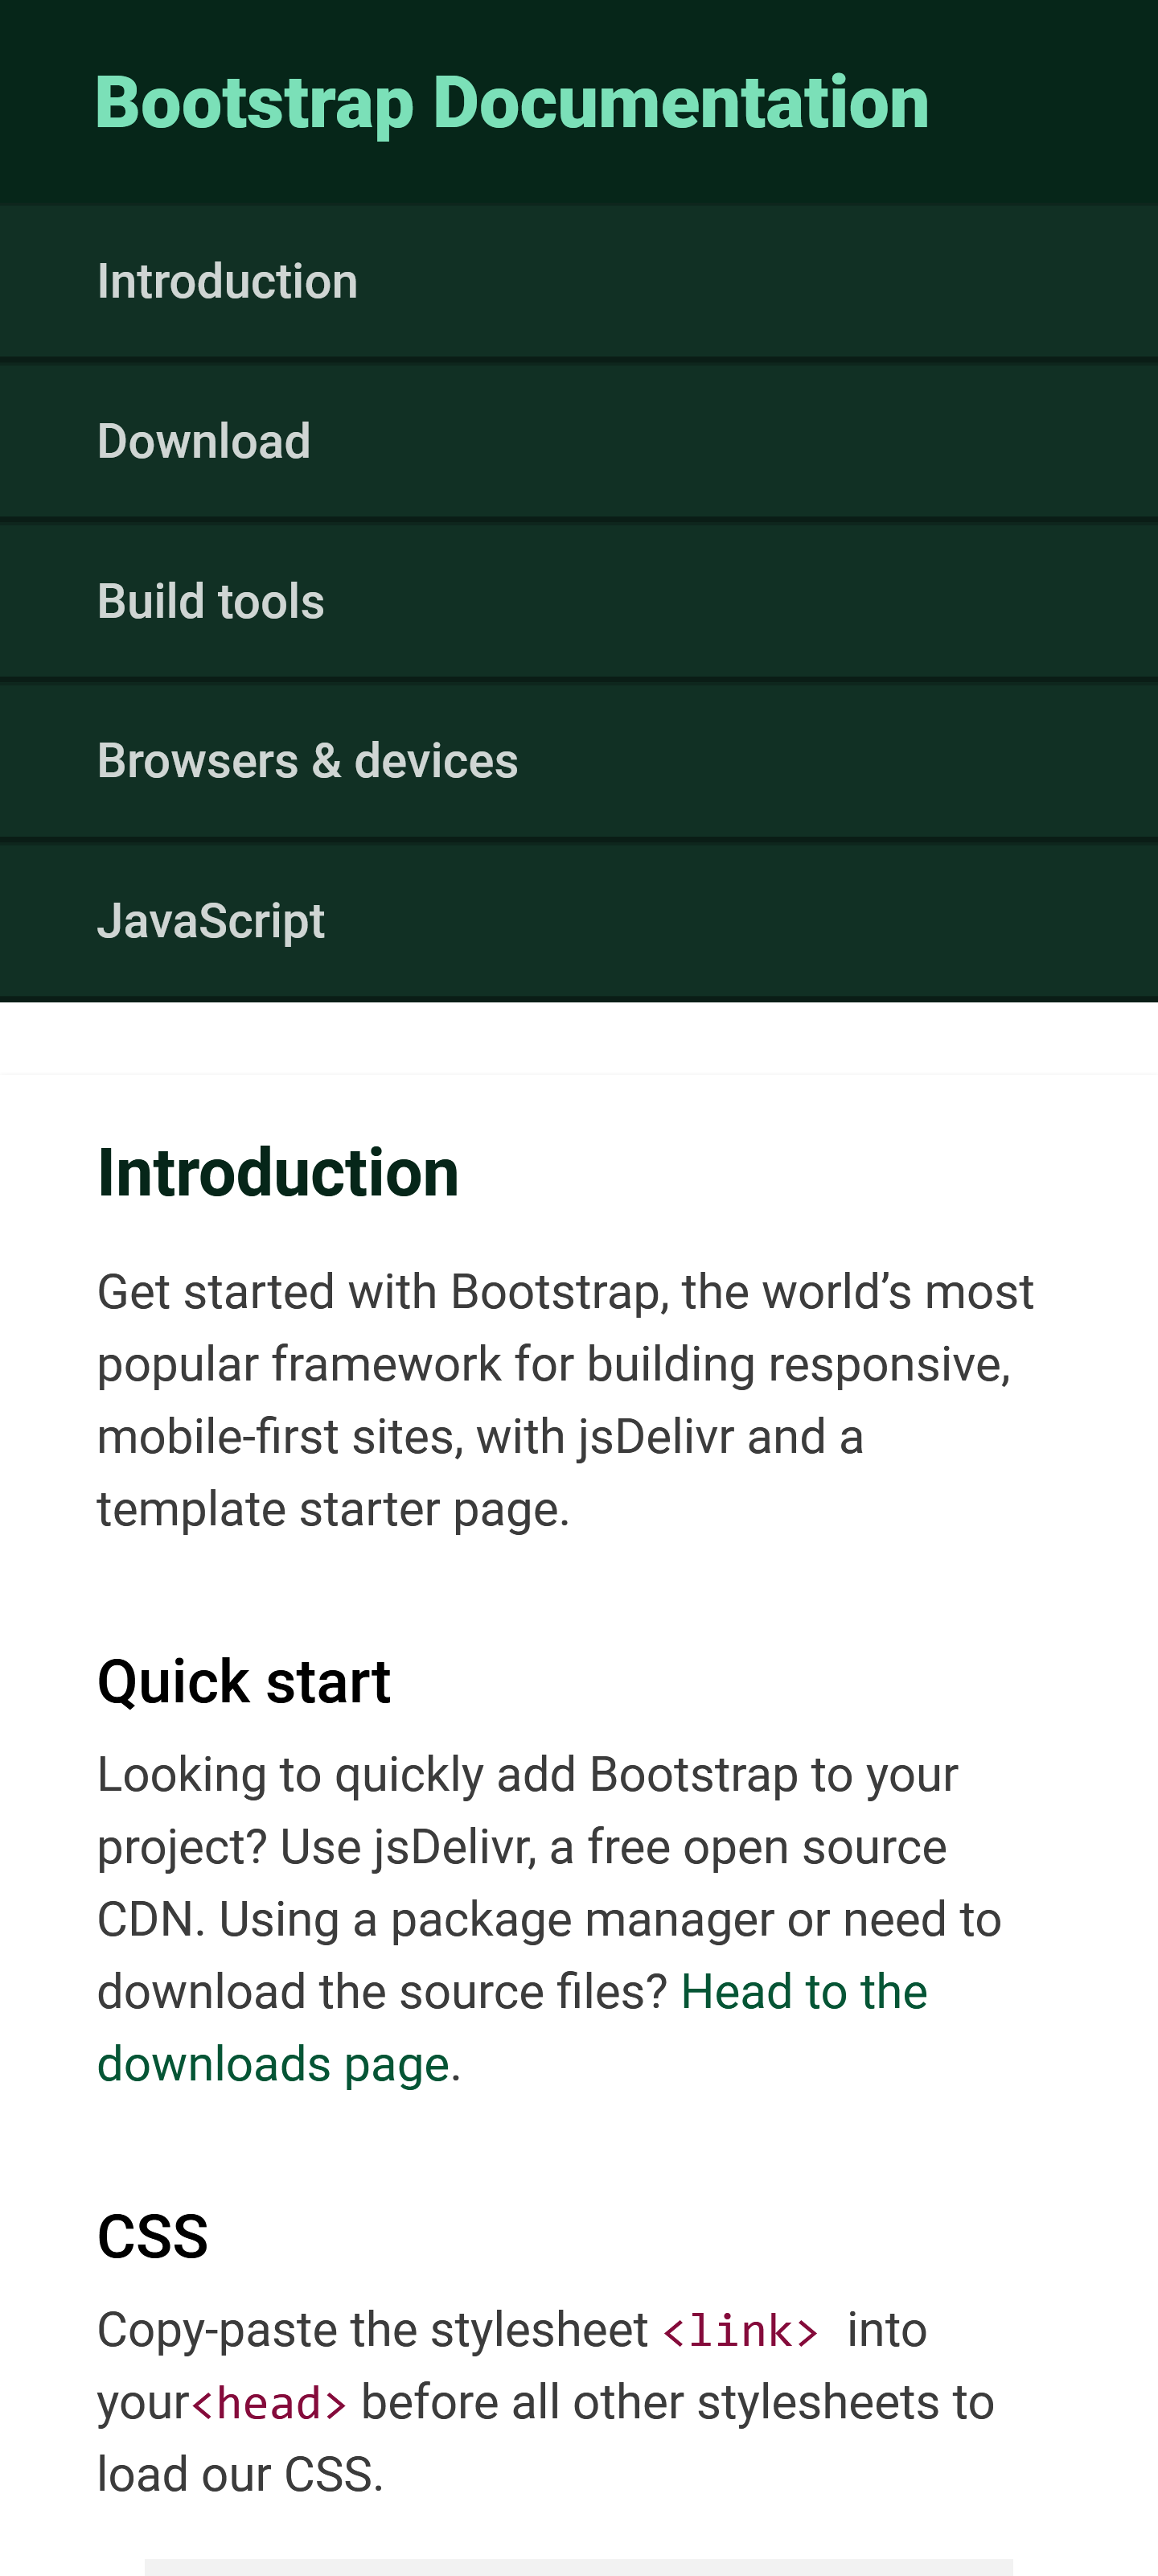 Bootstrap Documentation
Introduction
Download
Build tools
Browsers & devices
JavaScript
Introduction
Get started with Bootstrap, the world’s most
popular framework for building responsive,
mobile-first sites, with jsDelivr and a
template starter page.
Quick start
Looking to quickly add Bootstrap to your
project? Use jsDelivr, a free open source
CDN. Using a package manager or need to
download the source files? Head to the
downloads page.
CSS
Copy-paste the stylesheet <link> into
your<head> before all other stylesheets to
load our CSS.